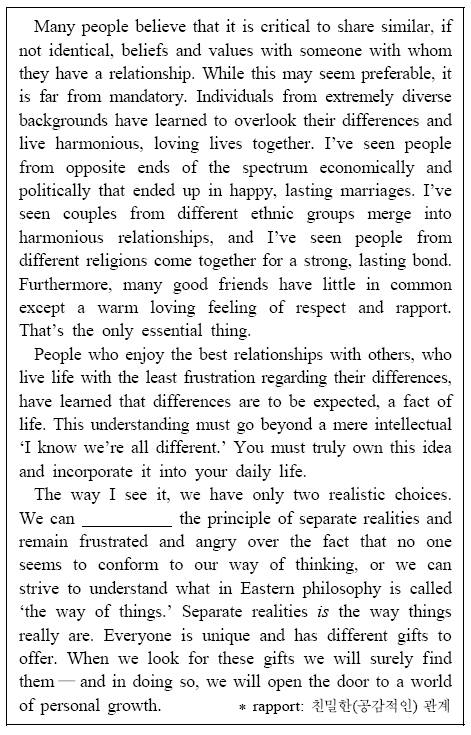 Many people believe that it is critical to share similar, if
not identical, beliefs and values with someone with whom
they have a relationship. While this may seem preferable, it
is far from mandatory. Individuals from extremely diverse
backgrounds have learned to overlook their differences and
live harmonious, loving lives together. I've seen people
from opposite ends of the spectrum economically and
politically that ended up in happy, lasting marriages. I've
seen couples from different ethnic groups merge into
harmonious relationships, and I've seen people from
different religions come together for a strong, lasting bond.
Furthermore, many good friends have little in common
except a warm loving feeling of respect and rapport.
That's the only essential thing.
People who enjoy the best relationships with others, who
live life with the least frustration regarding their differences,
have learned that differences are to be expected, a fact of
life. This understanding must go beyond a mere intellectual
‘I know we're all different.’ You must truly own this idea
and incorporate it into your daily life.
The way I see it, we have only two realistic choices.
We can __________ the principle of separate realities and
remain frustrated and angry over the fact that no one
seems to conform to our way of thinking, or we can
strive to understand what in Eastern philosophy is called
‘the way of things.’ Separate realities is the way things
really are. Everyone is unique and has different gifts to
offer. When we look for these gifts we will surely find
them — and in doing so, we will open the door to a world
of personal growth. * rapport: 친밀한(공감적인) 관계